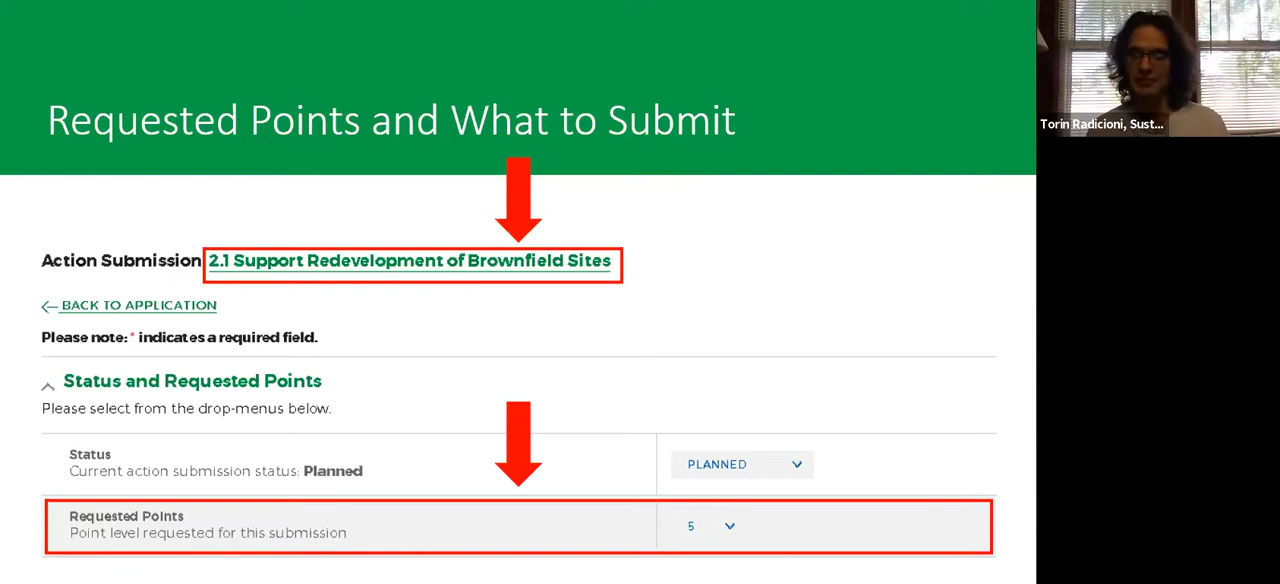 Requested Points and What to Submit
Torin Radicioni, Sust...
Action Submission 2.1 Support Redevelopment of Brownfield Sites
BACK TO APPLICATION
Please note: * indicates a required field.
Status and Requested Points
Please select from the drop-menus below.
Status
Current action submission status: Planned
PLANNED
Requested Points
Point level requested for this submission
5